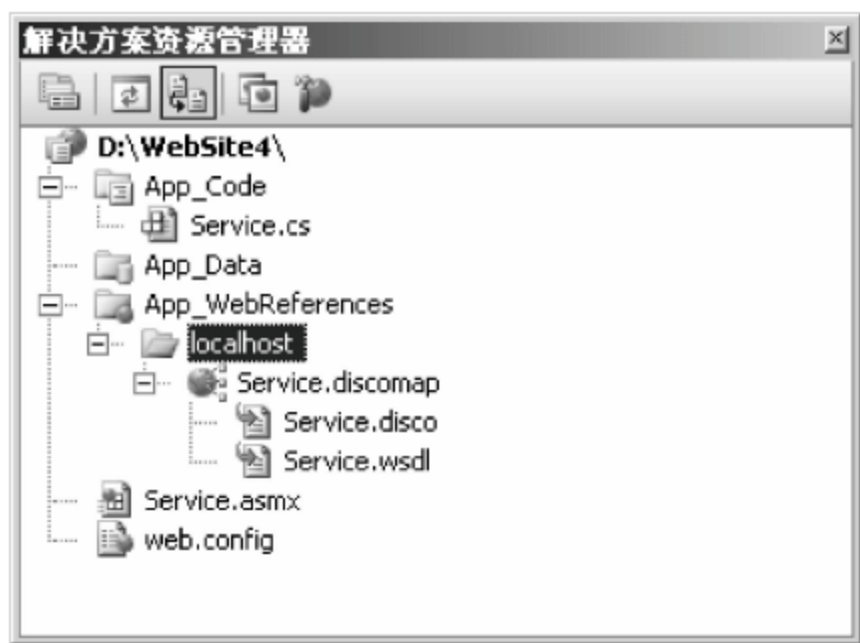 解决方案资源管理器
D:\WebSite4\
App_Code
Service.cs
App_Data
App_WebReferences
localhost
Service.discomap
Service.disco
Service.wsdl
Service.asmx
web.config